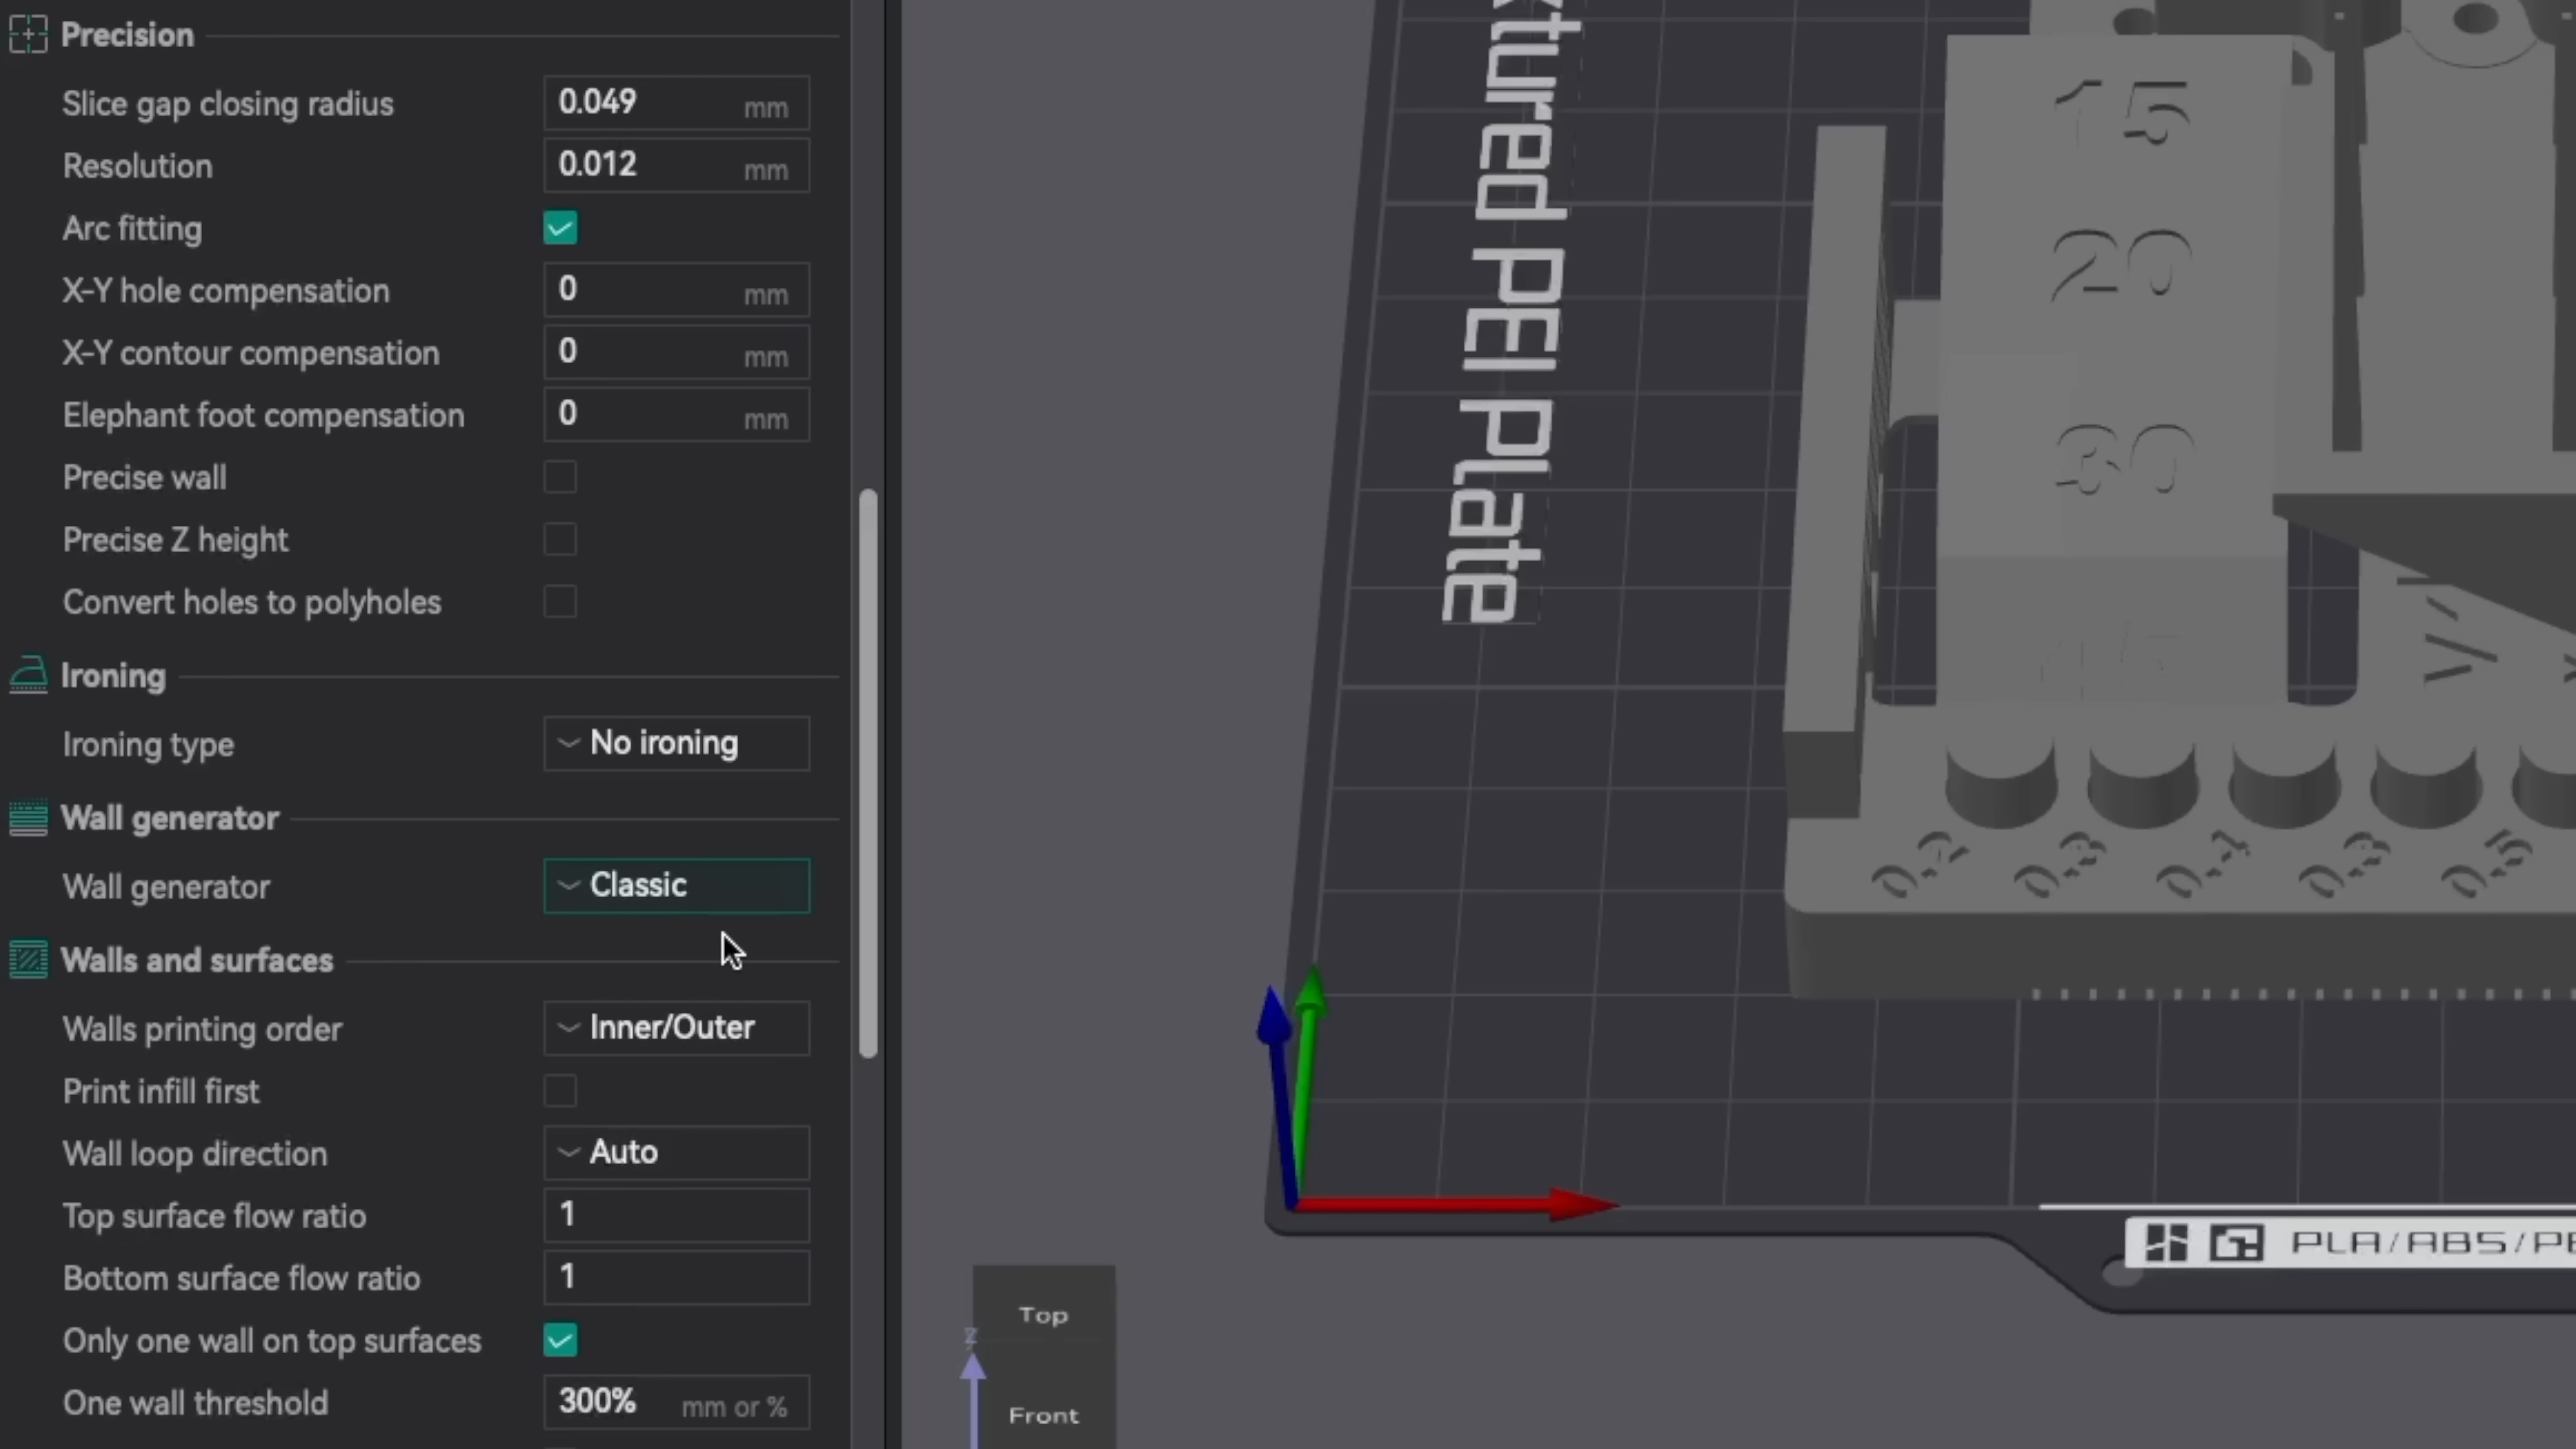 Precision
Slice gap closing radius 0.049 mm
Resolution 0.012 mm
Arc fitting
X-Y hole compensation 0 mm
X-Y contour compensation 0 mm
Elephant foot compensation 0 mm
Precise wall
Precise Z height
Convert holes to polyholes
Ironing
Ironing type No ironing
Wall generator
Wall generator Classic
Walls and surfaces
Walls printing order Inner/Outer
Print infill first
Wall loop direction Auto
Top surface flow ratio 1
Bottom surface flow ratio 1
Only one wall on top surfaces
One wall threshold 300% mm or %
PEI Plate
15
20
30
PLA/ABS/
Top
Z
Front